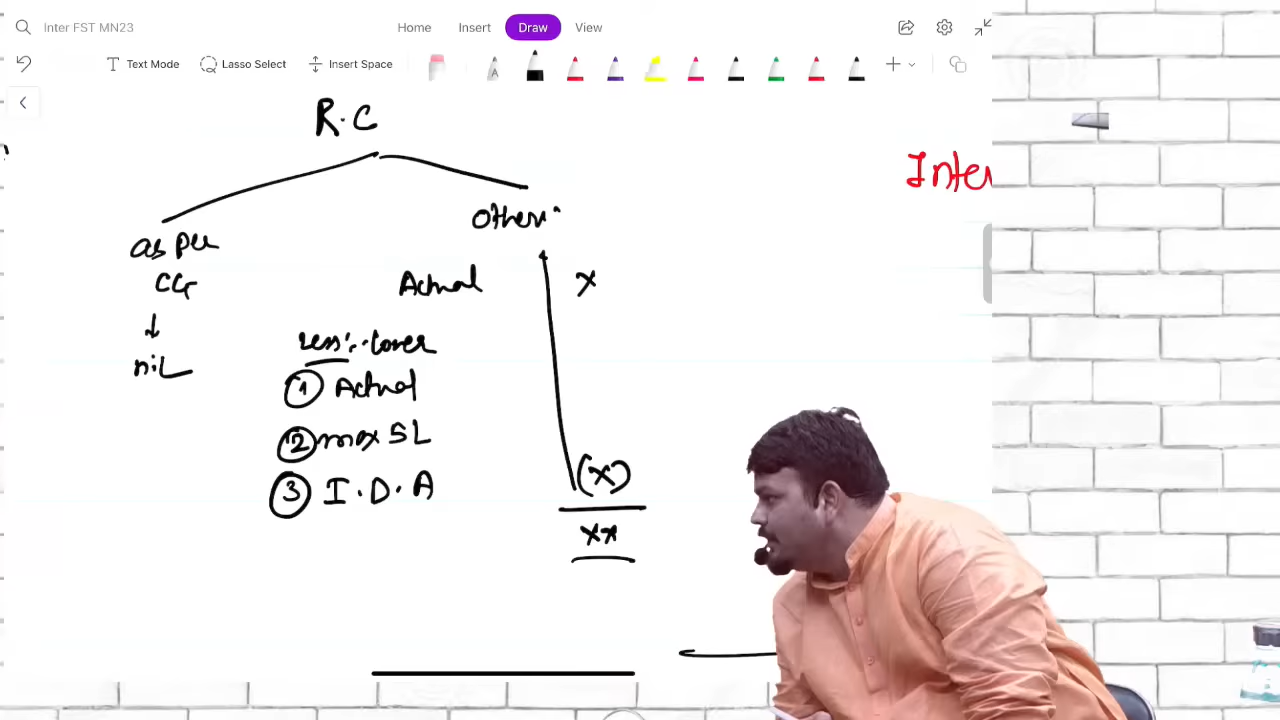 Inter FST MN23
Home Insert Draw View
Text Mode Lasso Select Insert Space
A
R.C
Inter
as per
CG
nil
Others
Actual X
less:-Lower
① Actual
② max SL
③ I.D.A (X)
xx